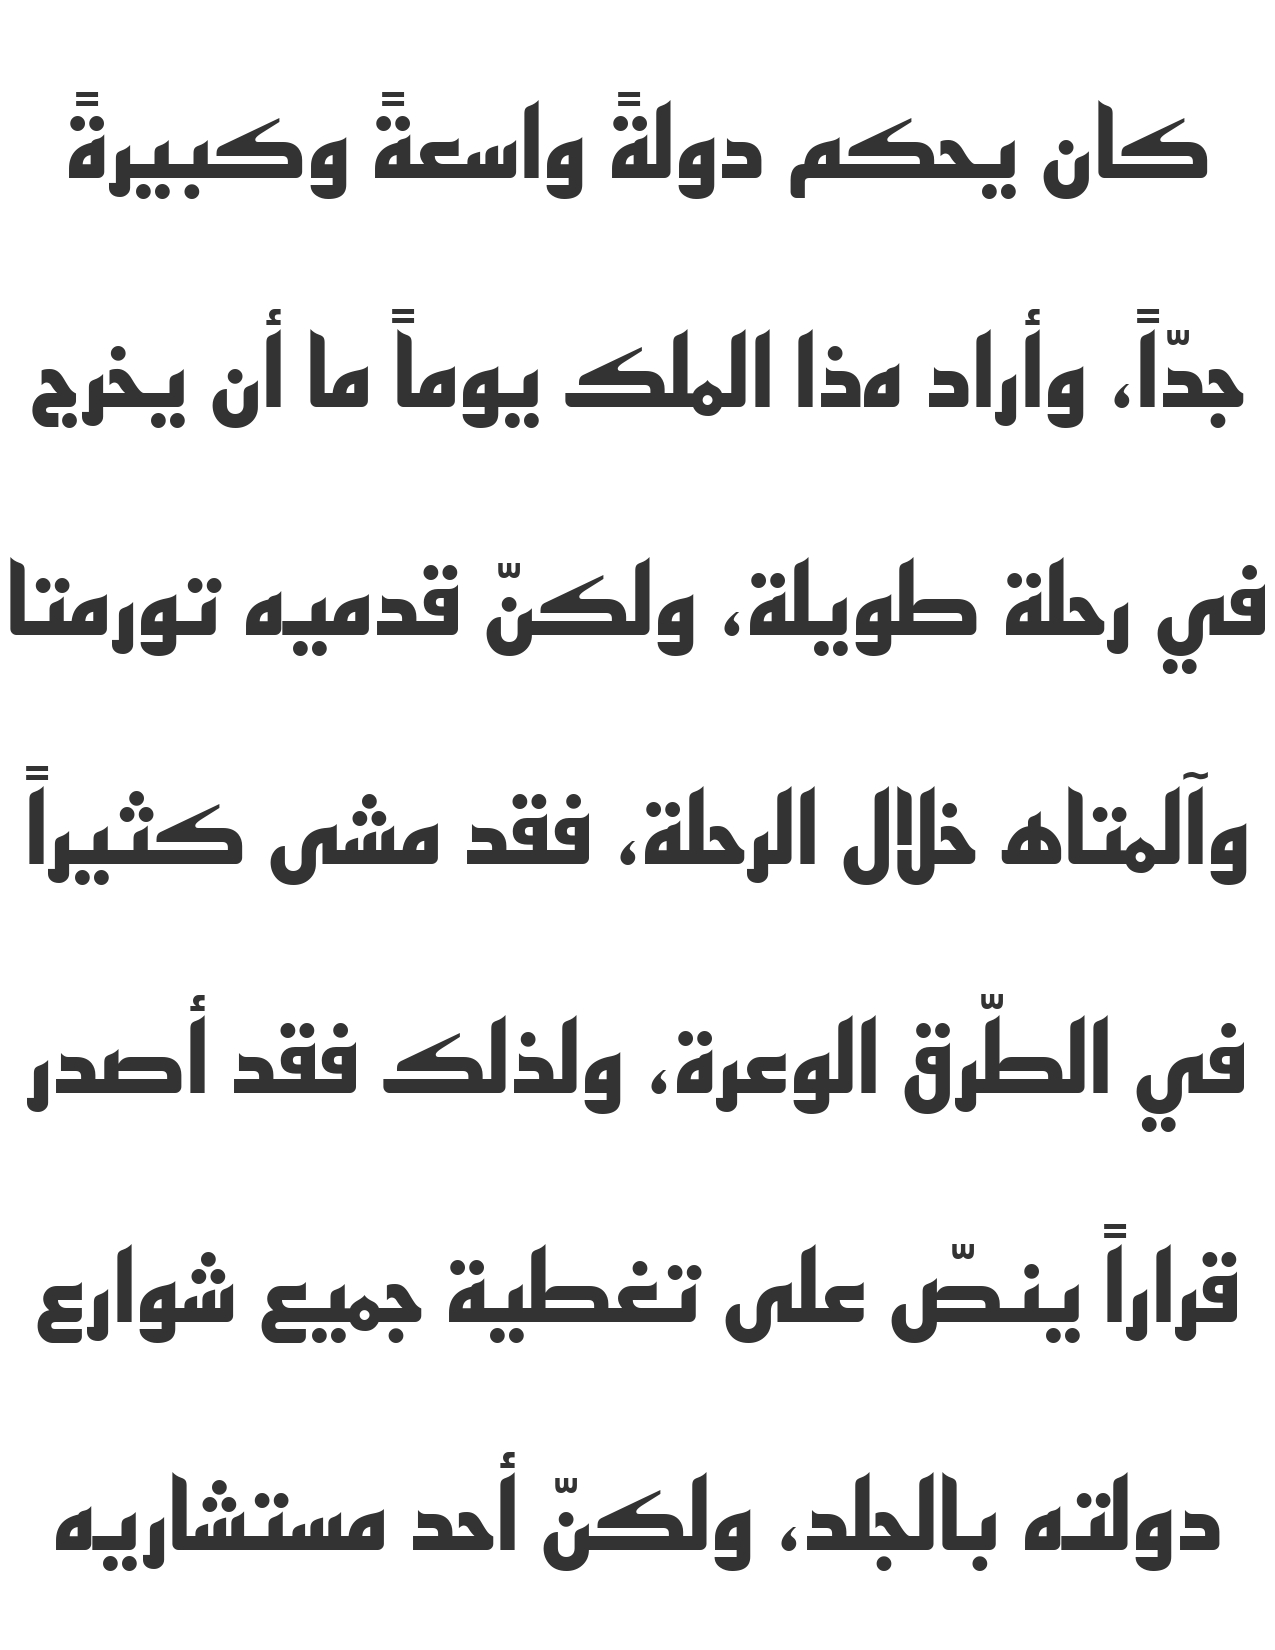 كان يحكم دولةً واسعةً وكبيرةً
جدّاً، وأراد هذا الملك يوماً ما أن يخرج
في رحلة طويلة، ولكنّ قدميه تورمتا
وآلمتاه خلال الرحلة، فقد مشى كثيراً
في الطّرق الوعرة، ولذلك فقد أصدر
قراراً ينصّ على تغطية جميع شوارع
دولته بالجلد، ولكنّ أحد مستشاريه